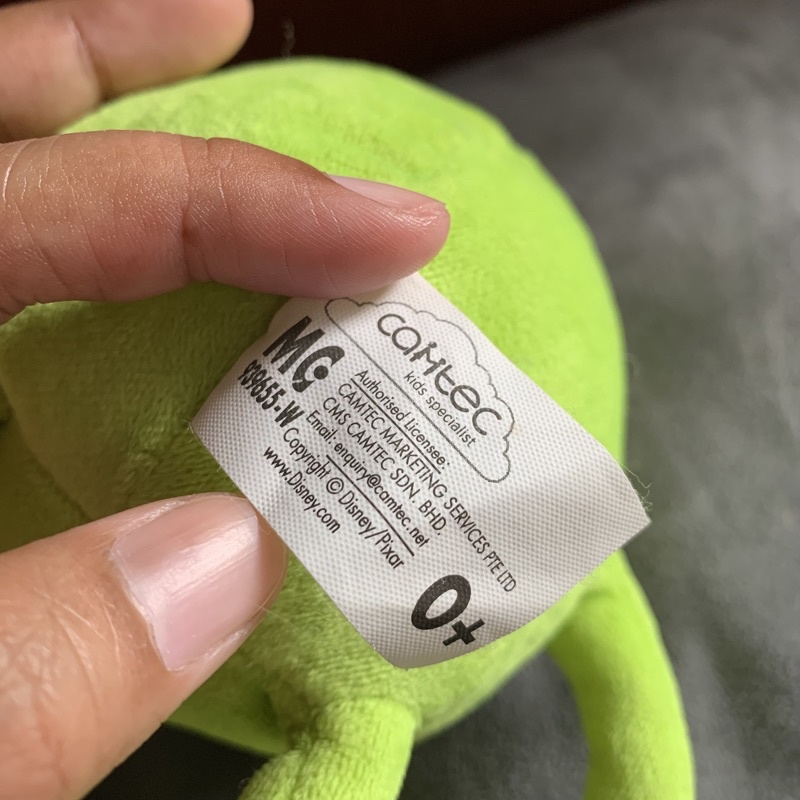 camtec
kids specialist
Authorised Licensee:
CAMTEC MARKETING SERVICES PTE LTD
CMS CAMTEC SDN. BHD.
Email: enquiry@camtec.net
Copyright © Disney/Pixar
www.Disney.com
MC
939655-W
0+